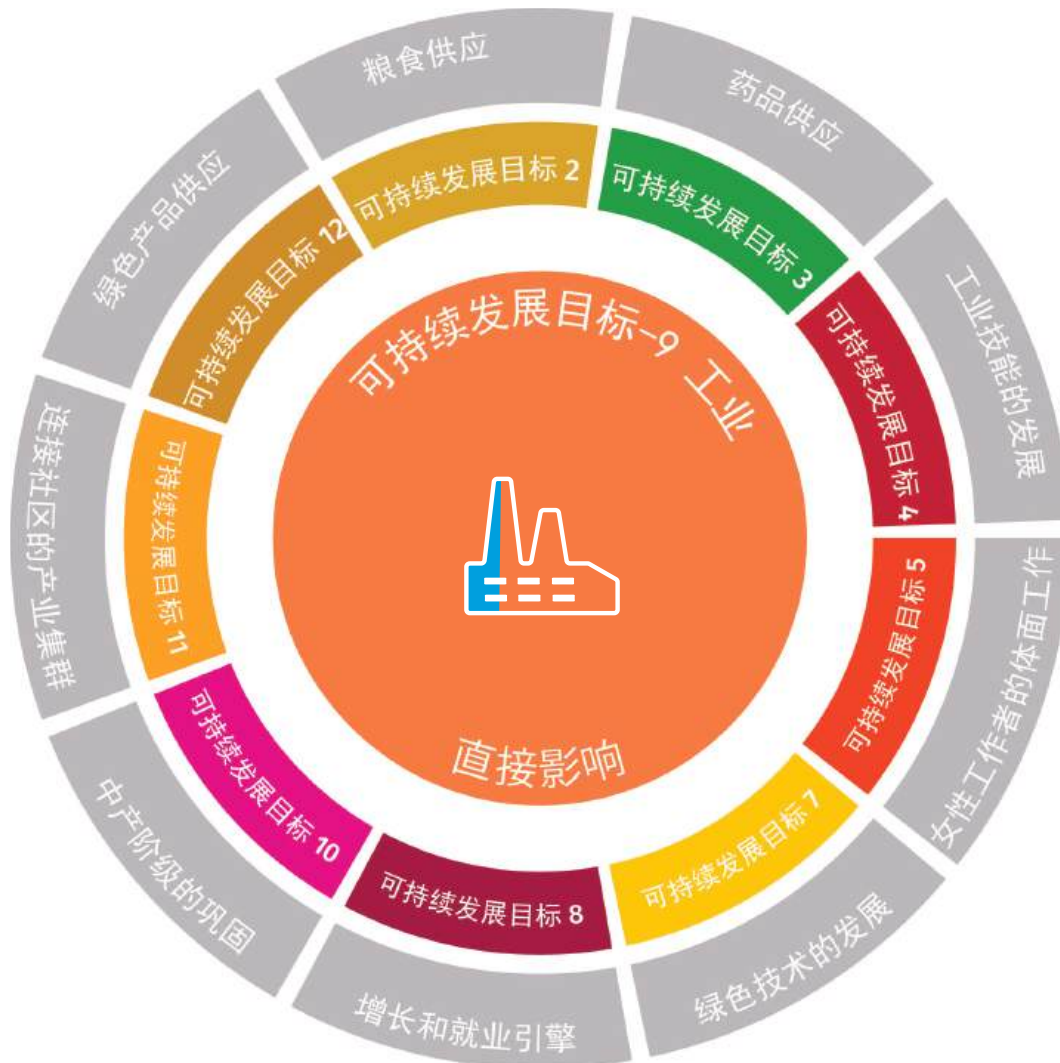 可持续发展目标–9 工业
直接影响
粮食供应
可持续发展目标 2
药品供应
可持续发展目标 3
工业技能的发展
可持续发展目标 4
女性工作者的体面工作
可持续发展目标 5
绿色技术的发展
可持续发展目标 7
增长和就业引擎
可持续发展目标 8
中产阶级的巩固
可持续发展目标 10
连接社区的产业集群
可持续发展目标 11
绿色产品供应
可持续发展目标 12